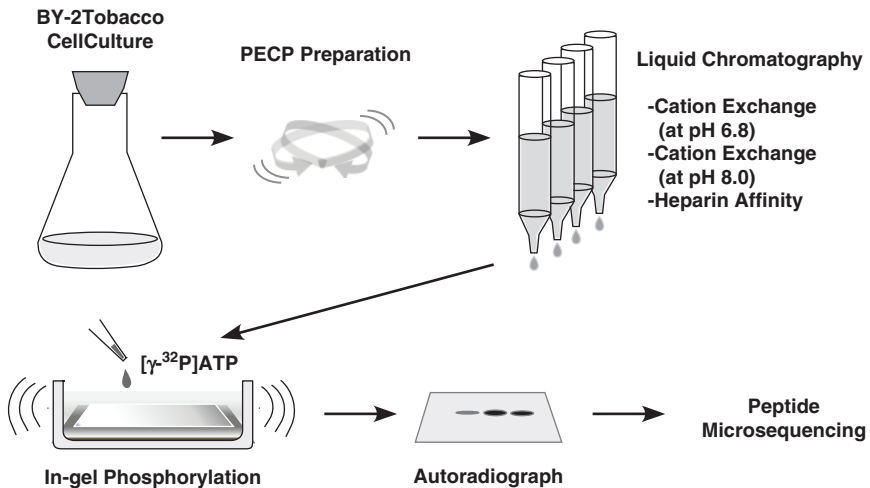 BY-2Tobacco
CellCulture
PECP Preparation
Liquid Chromatography
-Cation Exchange
(at pH 6.8)
-Cation Exchange
(at pH 8.0)
-Heparin Affinity
[γ-³²P]ATP
In-gel Phosphorylation
Autoradiograph
Peptide
Microsequencing